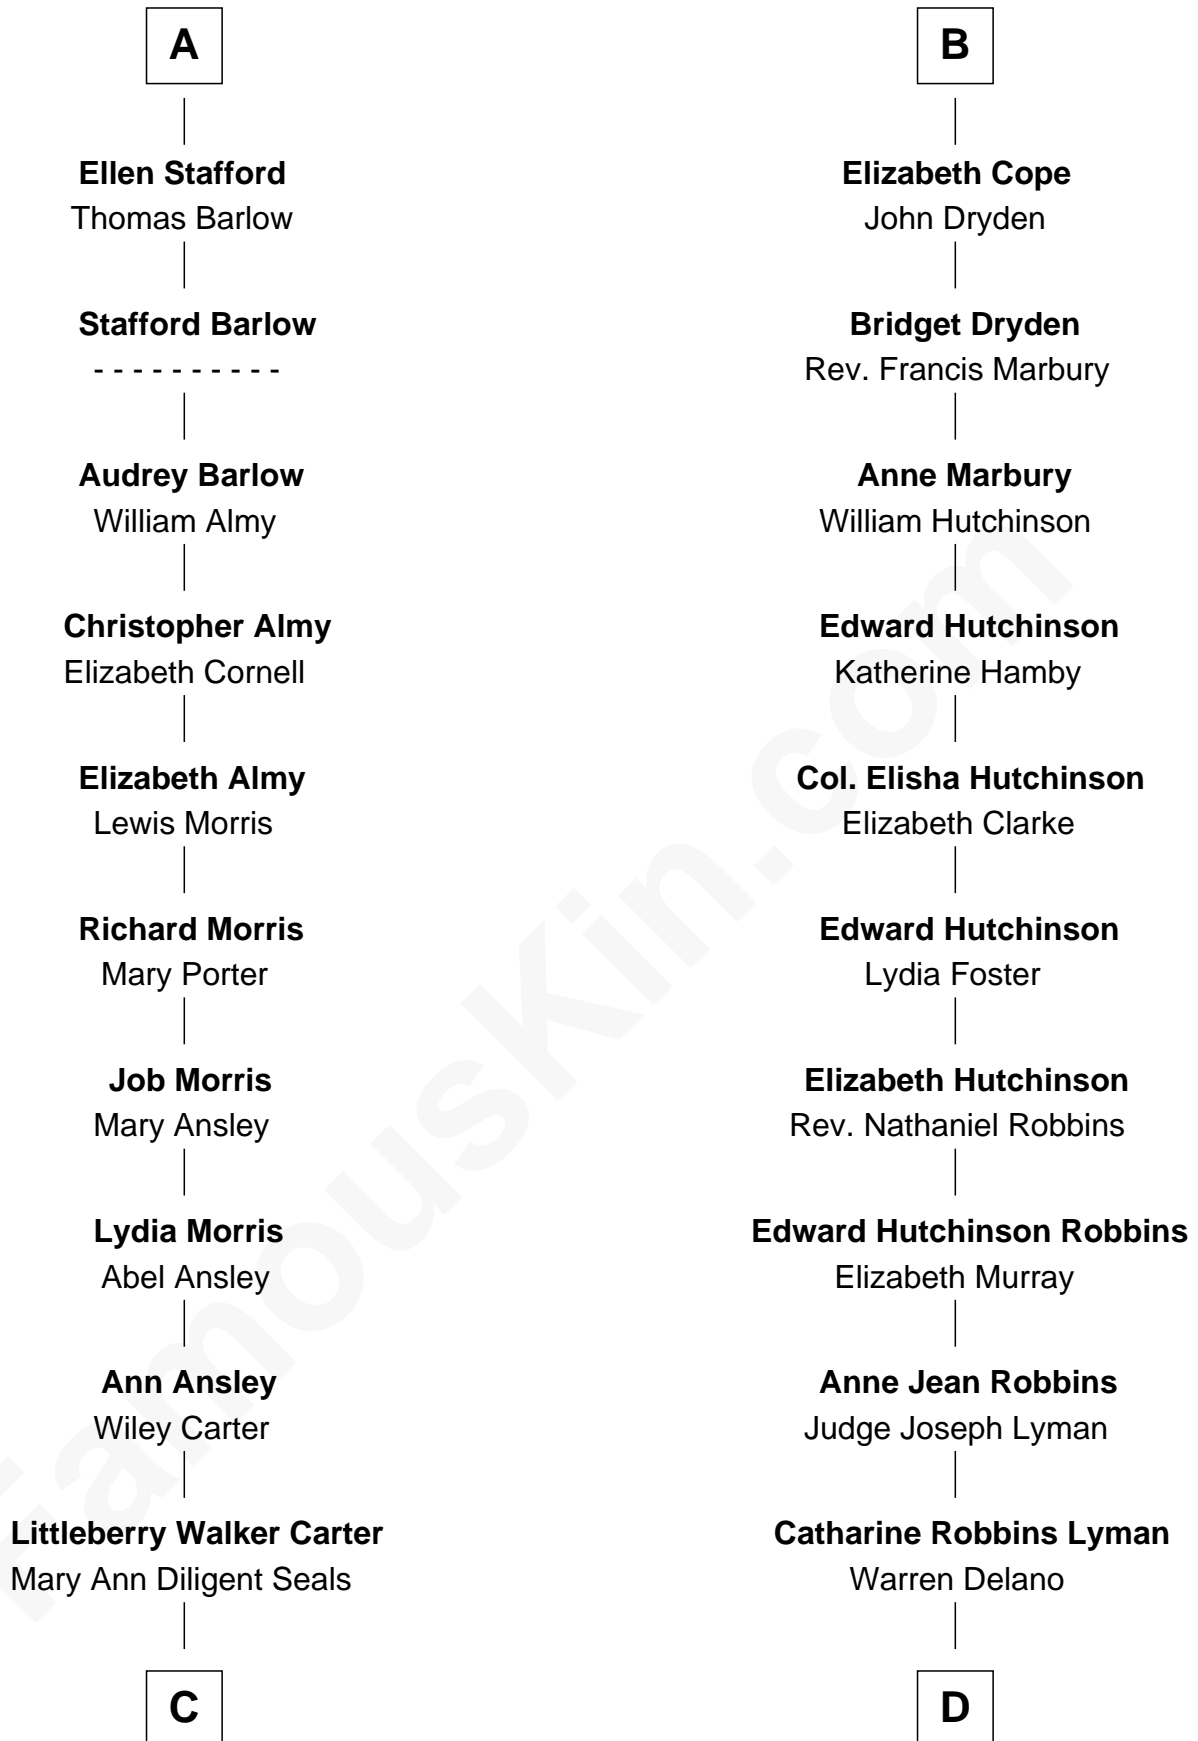 A
Ellen Stafford
Thomas Barlow
Stafford Barlow
- - - - - - - - - -
Audrey Barlow
William Almy
Christopher Almy
Elizabeth Cornell
Elizabeth Almy
Lewis Morris
Richard Morris
Mary Porter
Job Morris
Mary Ansley
Lydia Morris
Abel Ansley
Ann Ansley
Wiley Carter
Littleberry Walker Carter
Mary Ann Diligent Seals
C
B
Elizabeth Cope
John Dryden
Bridget Dryden
Rev. Francis Marbury
Anne Marbury
William Hutchinson
Edward Hutchinson
Katherine Hamby
Col. Elisha Hutchinson
Elizabeth Clarke
Edward Hutchinson
Lydia Foster
Elizabeth Hutchinson
Rev. Nathaniel Robbins
Edward Hutchinson Robbins
Elizabeth Murray
Anne Jean Robbins
Judge Joseph Lyman
Catharine Robbins Lyman
Warren Delano
D
FamousKin.com